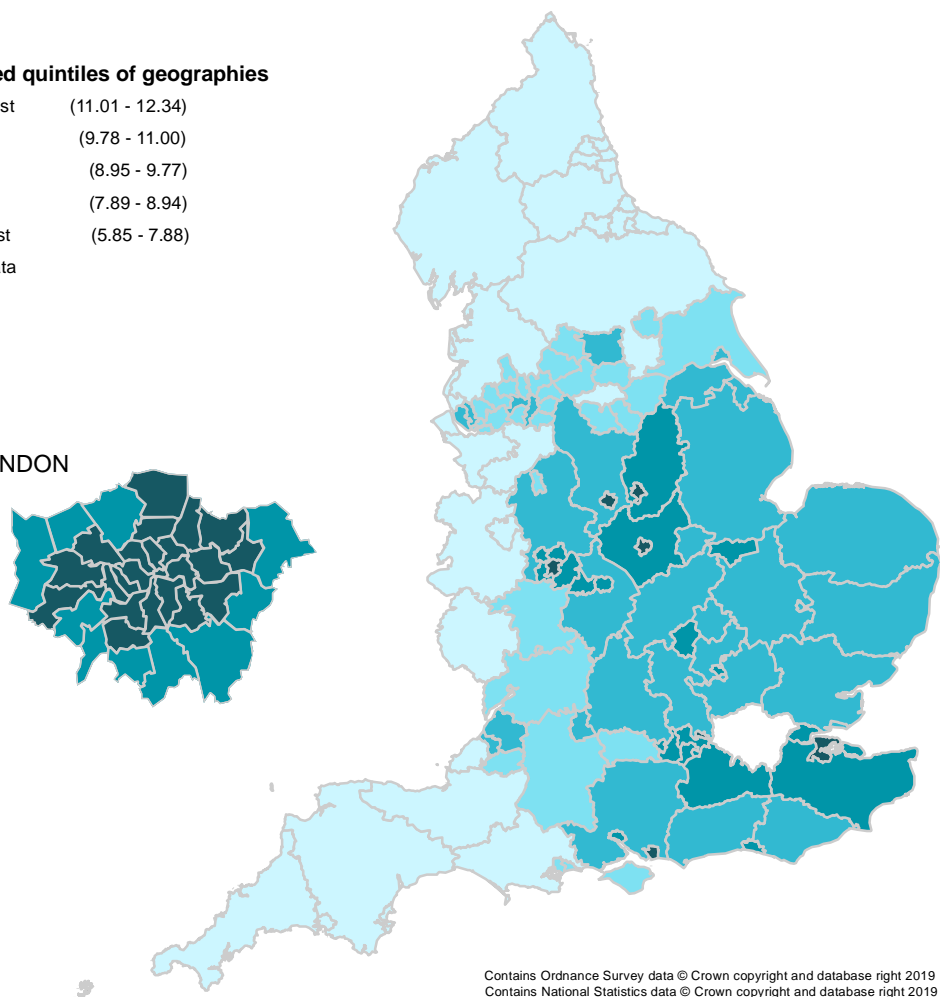 ed quintiles of geographies
st (11.01 - 12.34)
(9.78 - 11.00)
(8.95 - 9.77)
(7.89 - 8.94)
st (5.85 - 7.88)
ta
NDON
Contains Ordnance Survey data © Crown copyright and database right 2019
Contains National Statistics data © Crown copyright and database right 2019